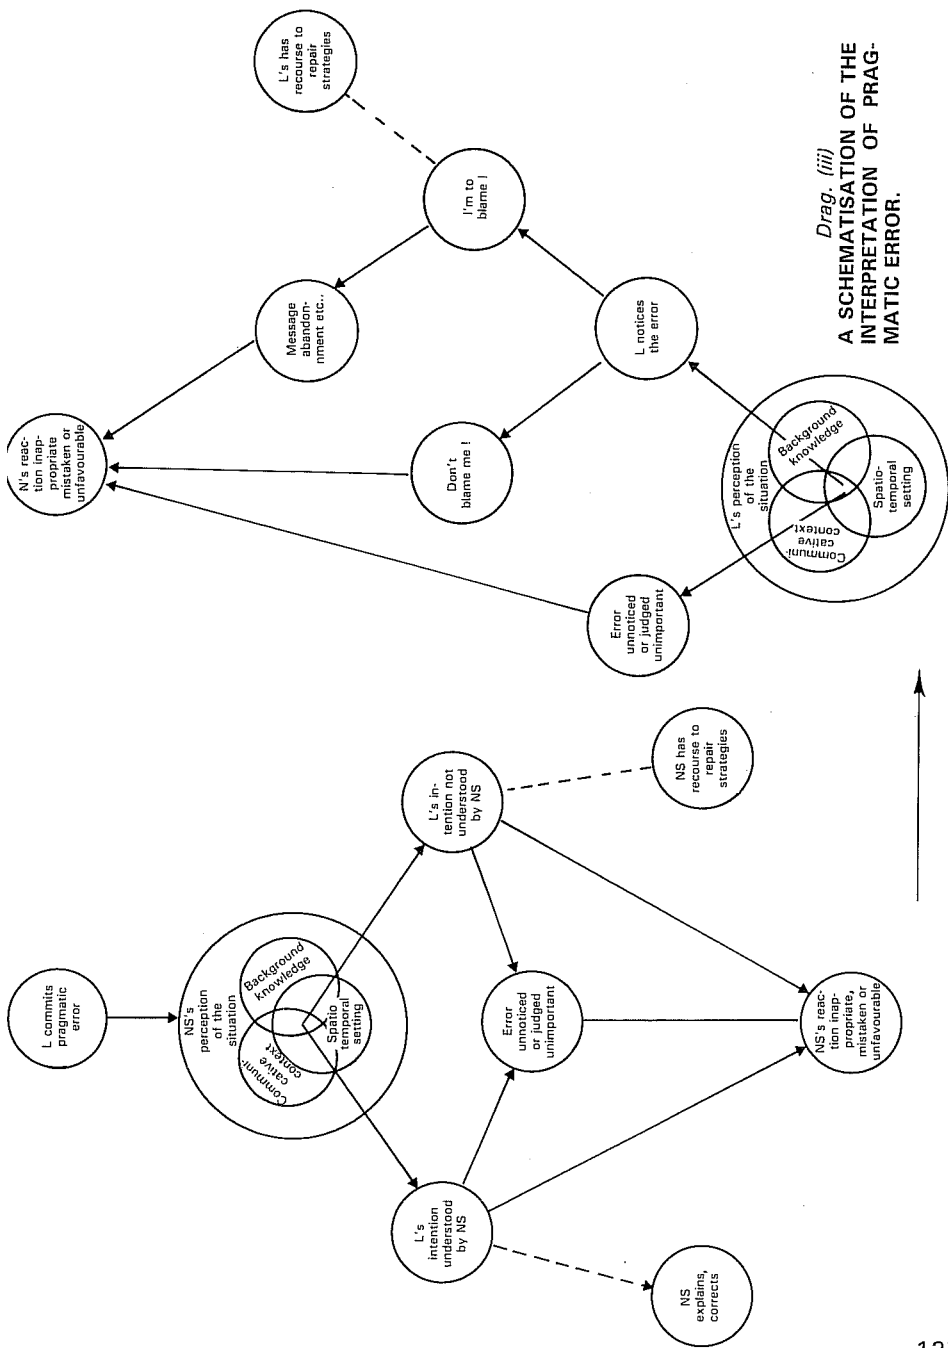 L commits
pragmatic
error
NS's
perception
of the
situation
Background
knowledge
Communi-
cative
context
Spatio
temporal
setting
L's
intention
understood
by NS
L's in-
tention not
understood
by NS
Error
unnoticed
or judged
unimportant
NS
explains,
corrects
NS has
recourse to
repair
strategies
NS's reac-
tion inap-
propriate,
mistaken or
unfavourable
N's reac-
tion inap-
propriate
mistaken or
unfavourable
Message
abandon-
nment etc...
L's has
recourse to
repair
strategies
Don't
blame me !
I'm to
blame !
Error
unnoticed
or judged
unimportant
L notices
the error
L's perception
of the
situation
Background
knowledge
Communi-
cative
context
Spatio-
temporal
setting
Drag. (iii)
A SCHEMATISATION OF THE
INTERPRETATION OF PRAG-
MATIC ERROR.